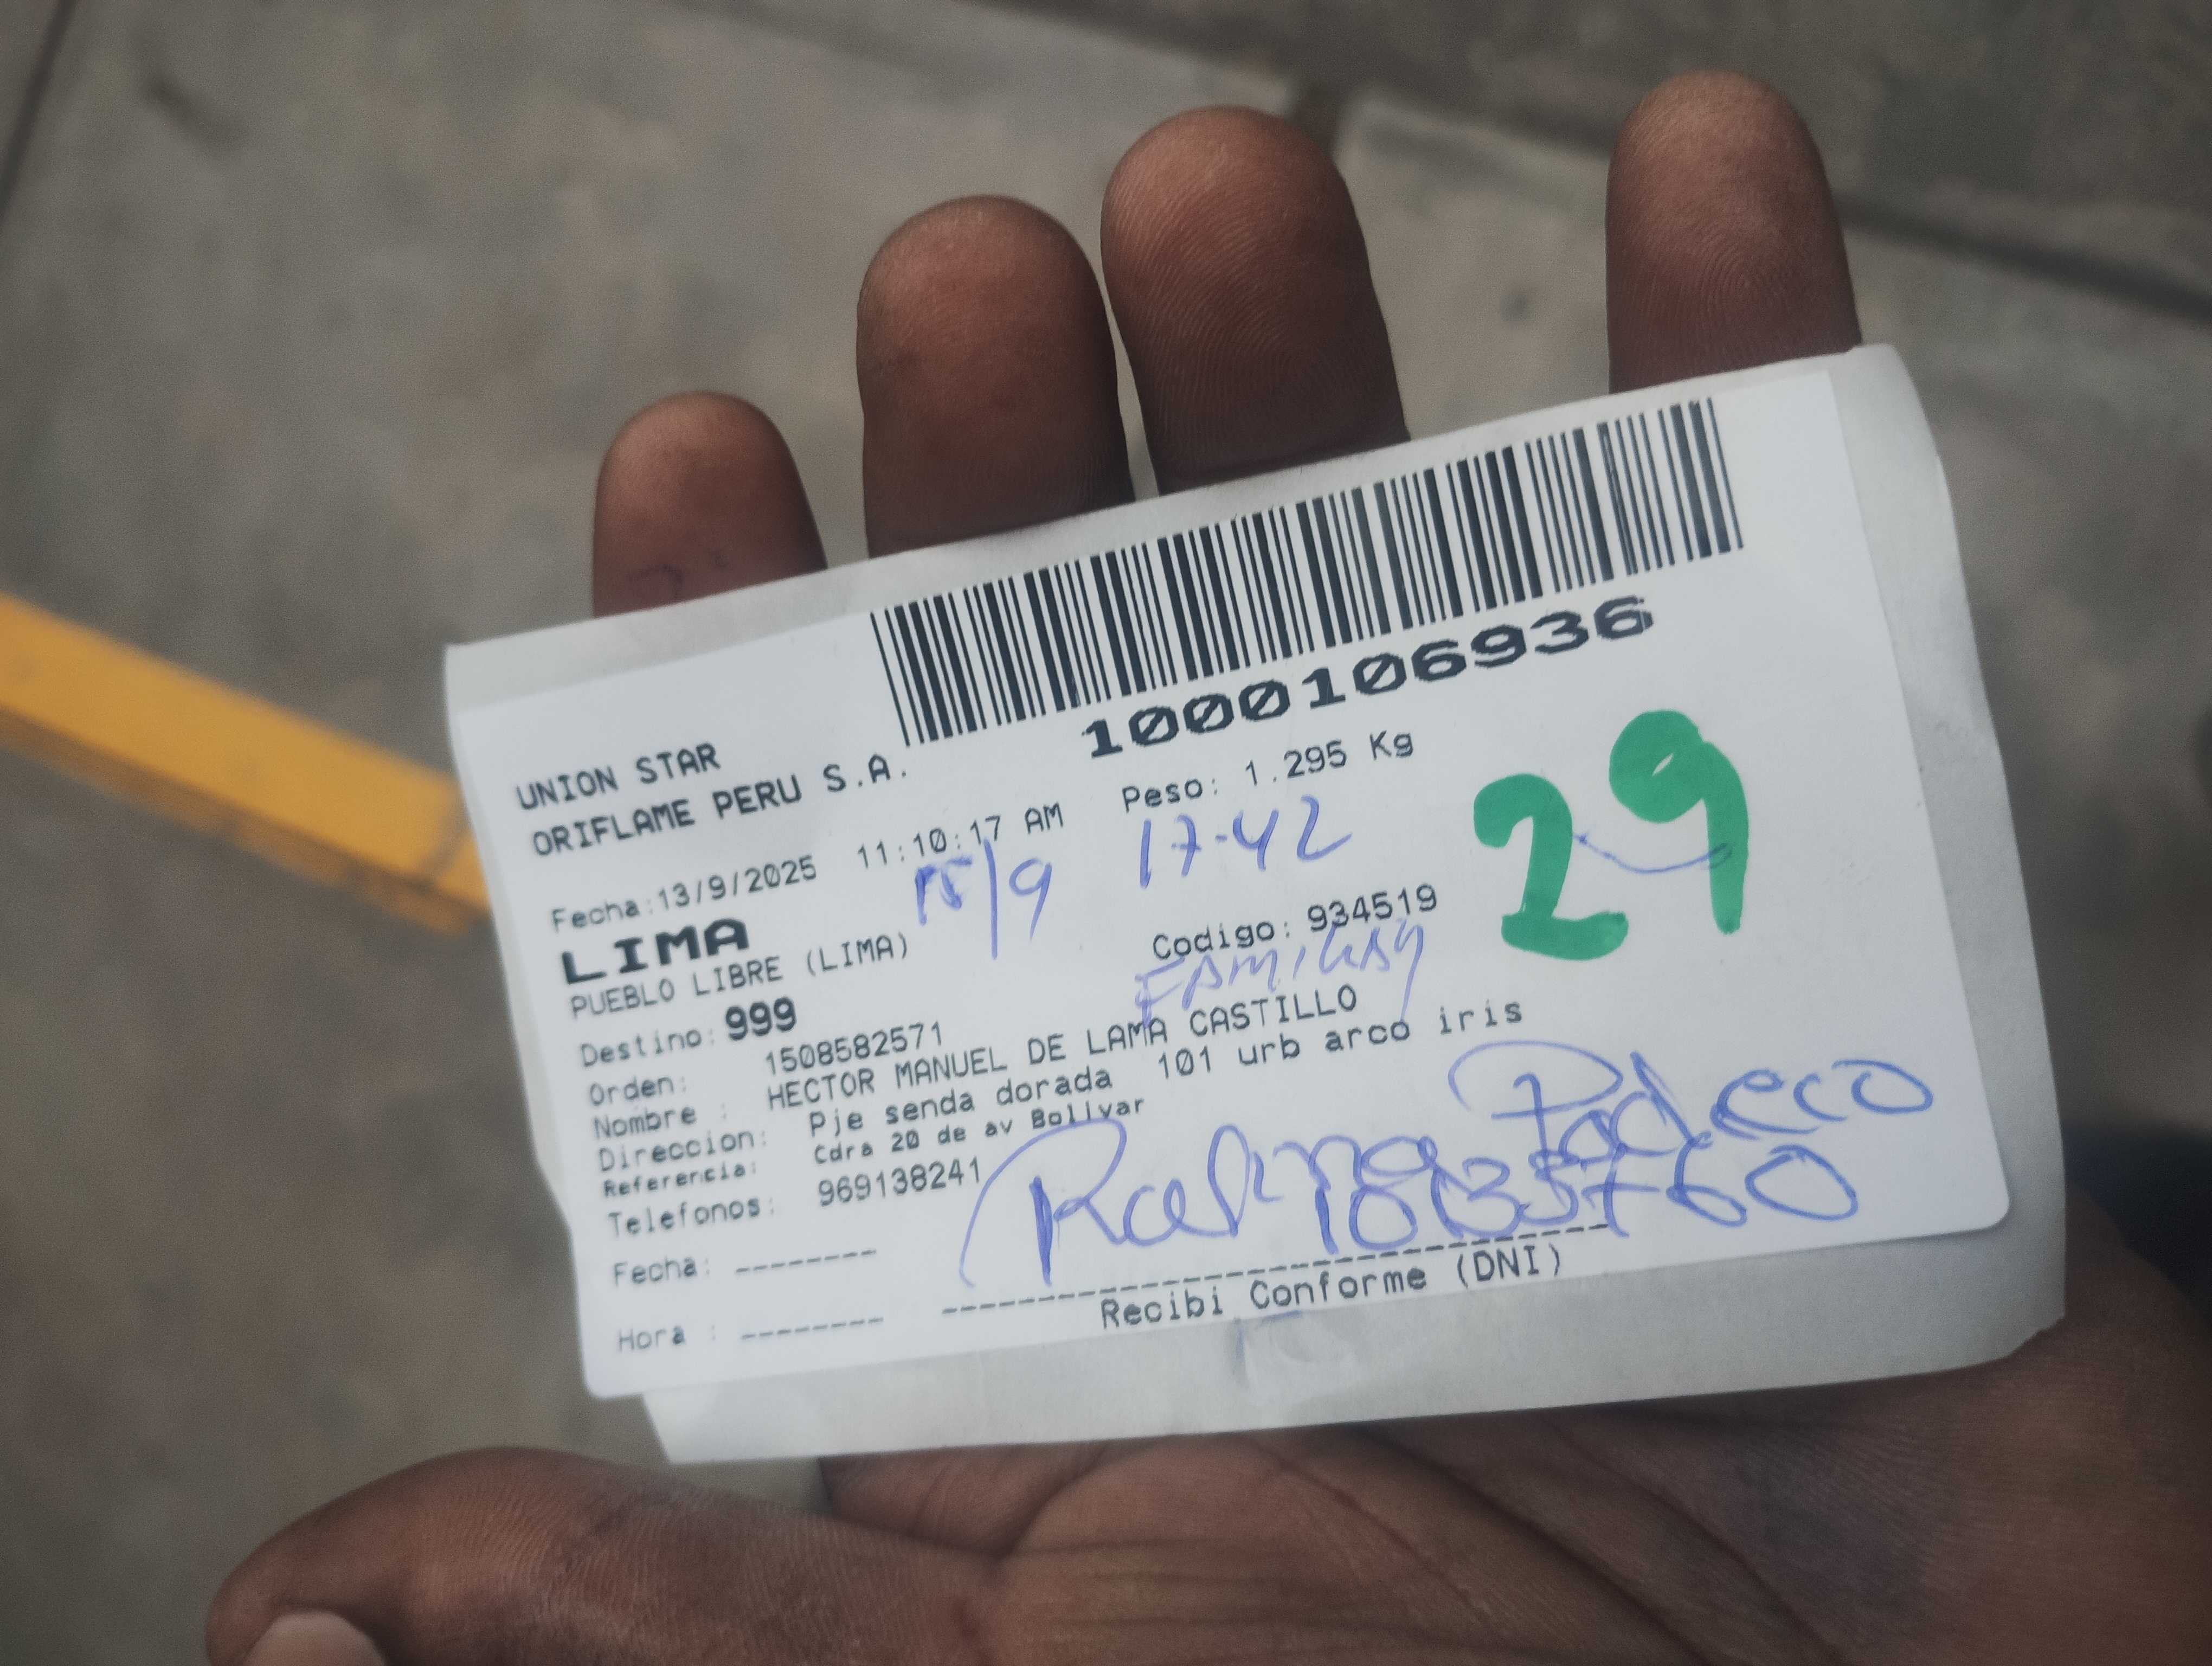 1000106936
UNION STAR
ORIFLAME PERU S.A.
Peso: 1.295 Kg
Fecha:13/9/2025 11:10:17 AM
15/9 17-42
29
LIMA
PUEBLO LIBRE (LIMA)
Codigo: 934519
Destino: 999
Orden: 1508582571
Nombre : HECTOR MANUEL DE LAMA CASTILLO
Direccion: Pje senda dorada 101 urb arco iris
Referencia: Cdra 20 de av Bolivar
Telefonos: 969138241
Fecha: --------
Hora : --------
Recibi Conforme (DNI)